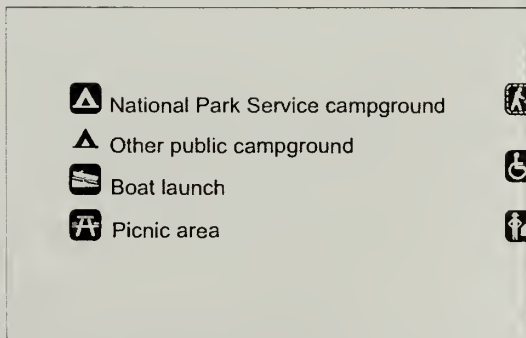 National Park Service campground
Other public campground
Boat launch
Picnic area